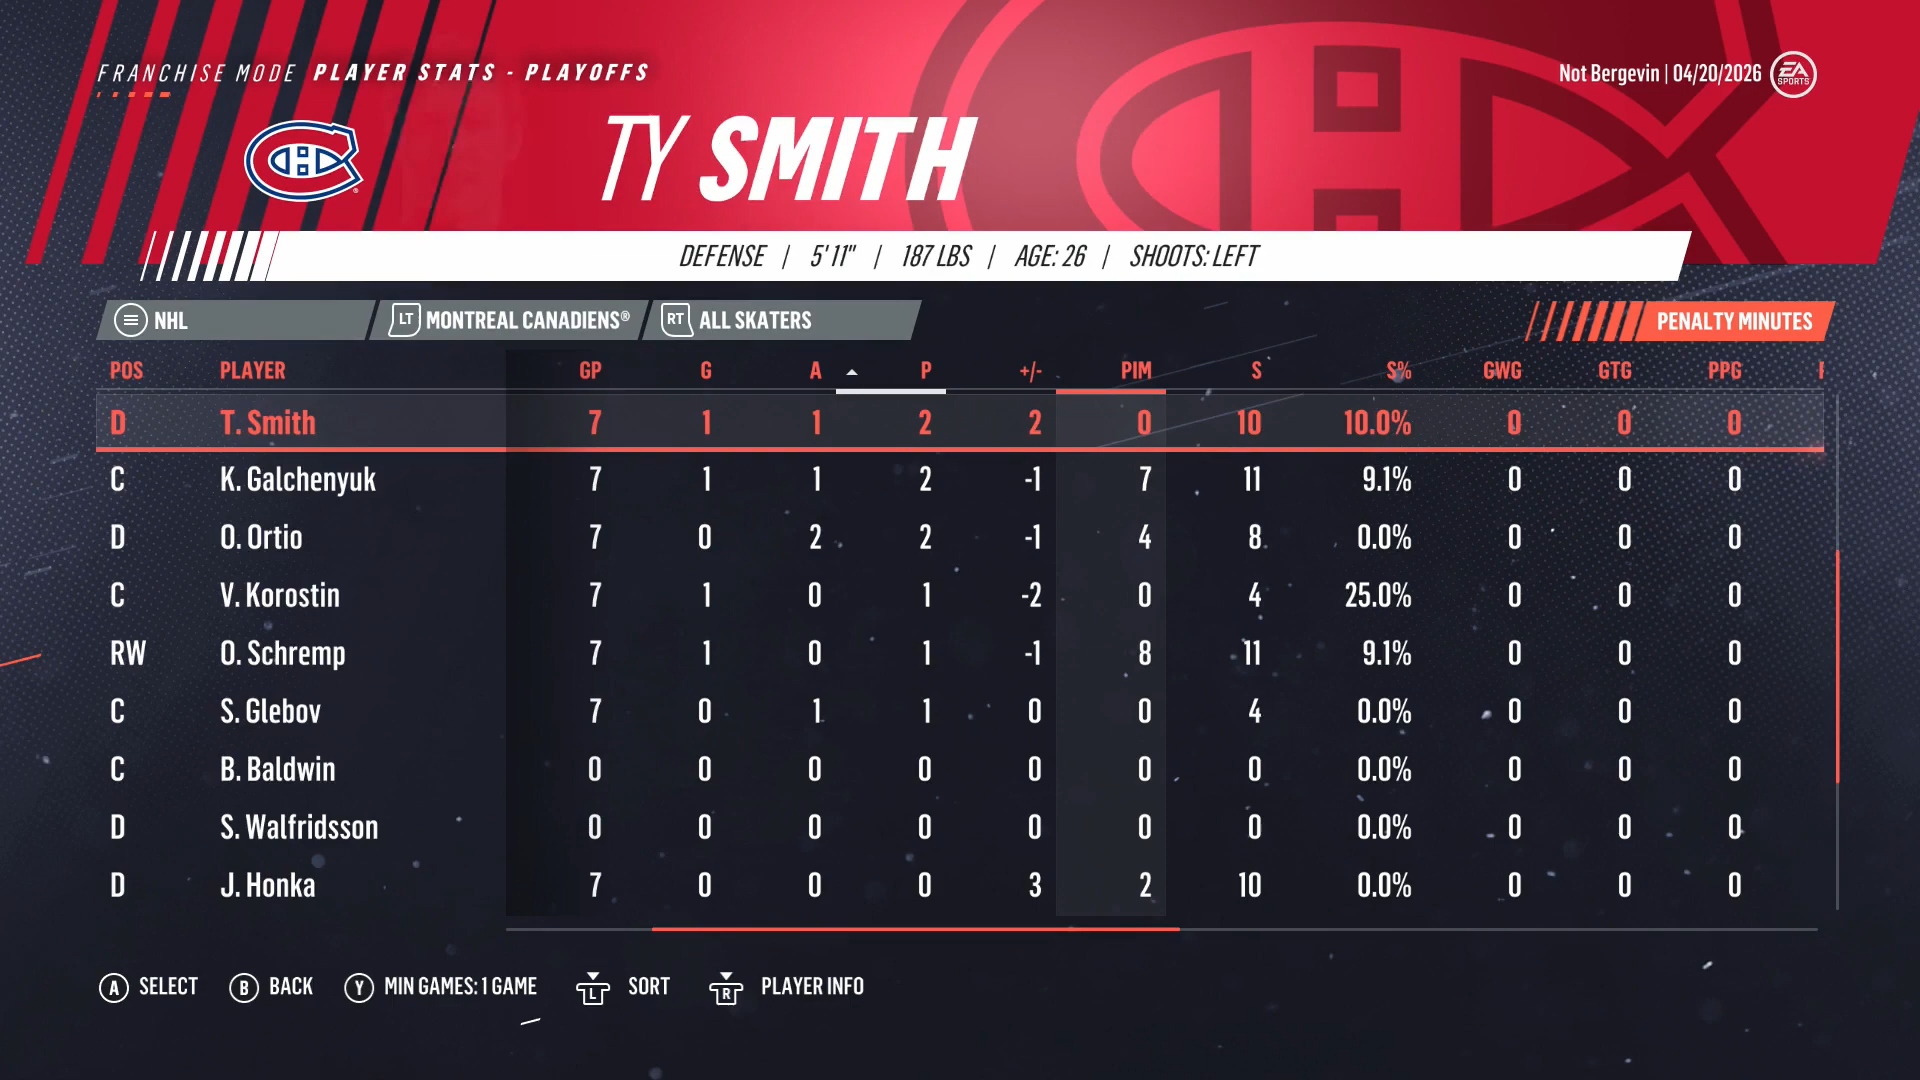 FRANCHISE MODE PLAYER STATS - PLAYOFFS
Not Bergevin | 04/20/2026
EA SPORTS
TY SMITH
DEFENSE | 5'11" | 187 LBS | AGE: 26 | SHOOTS: LEFT
NHL LT MONTREAL CANADIENS® RT ALL SKATERS PENALTY MINUTES
POS PLAYER GP G A P +/- PIM S S% GWG GTG PPG
D T. Smith 7 1 1 2 2 0 10 10.0% 0 0 0
C K. Galchenyuk 7 1 1 2 -1 7 11 9.1% 0 0 0
D O. Ortio 7 0 2 2 -1 4 8 0.0% 0 0 0
C V. Korostin 7 1 0 1 -2 0 4 25.0% 0 0 0
RW O. Schremp 7 1 0 1 -1 8 11 9.1% 0 0 0
C S. Glebov 7 0 1 1 0 0 4 0.0% 0 0 0
C B. Baldwin 0 0 0 0 0 0 0 0.0% 0 0 0
D S. Walfridsson 0 0 0 0 0 0 0 0.0% 0 0 0
D J. Honka 7 0 0 0 3 2 10 0.0% 0 0 0
A SELECT B BACK Y MIN GAMES: 1 GAME L SORT R PLAYER INFO